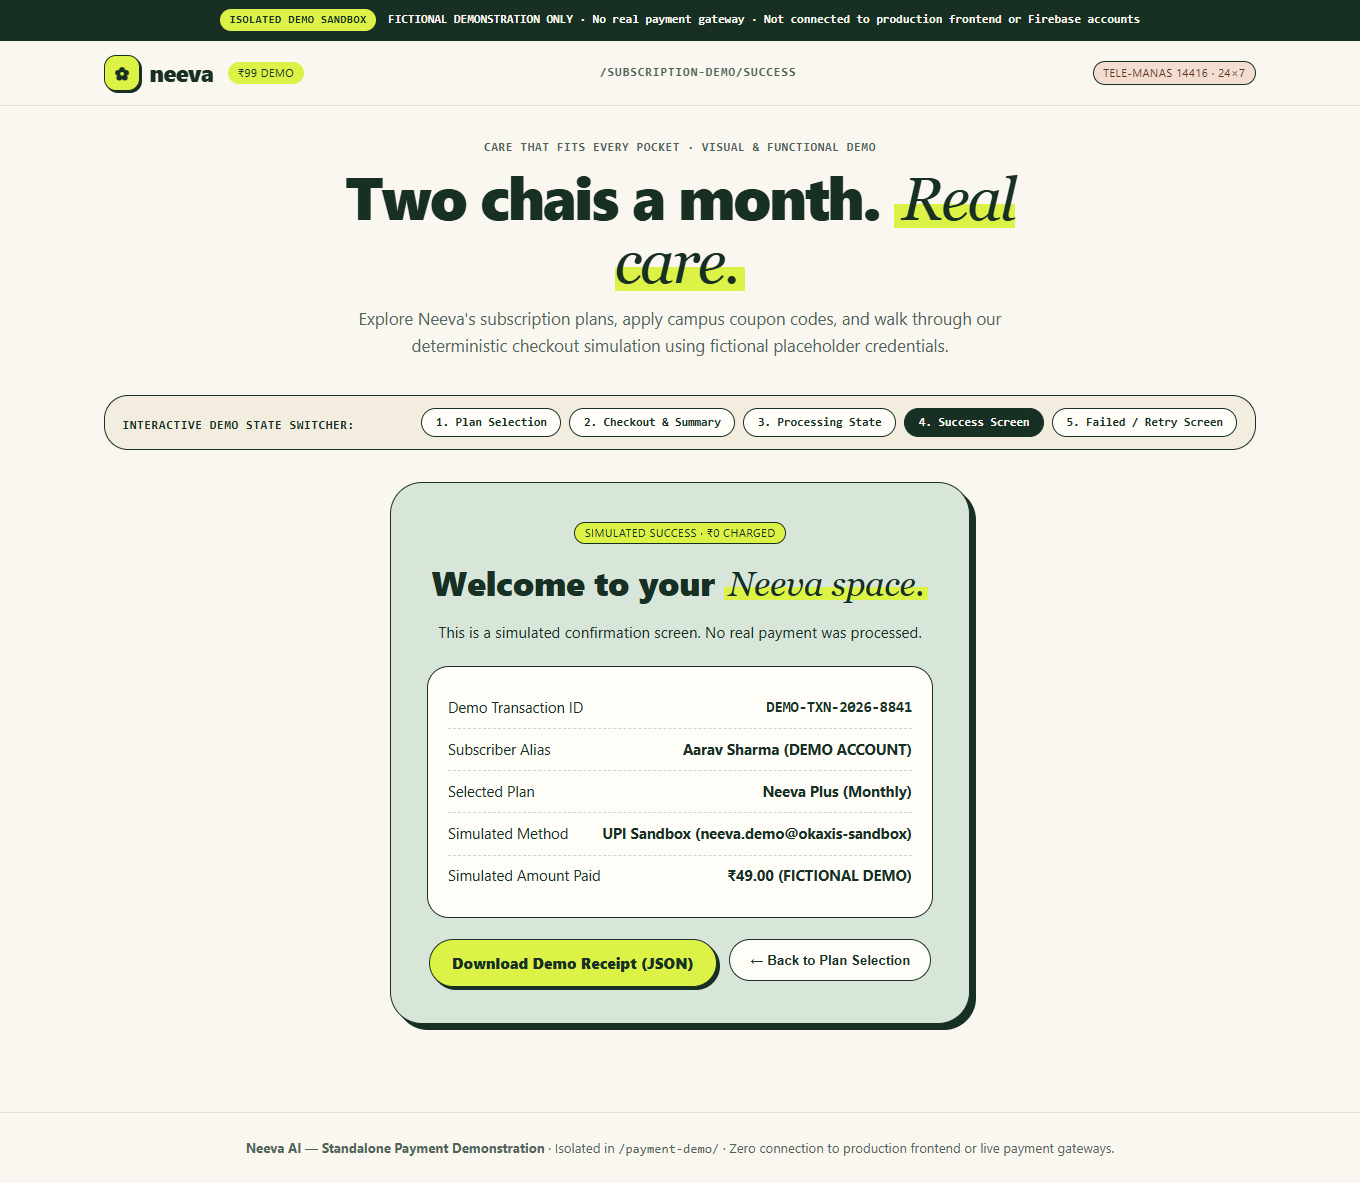 ISOLATED DEMO SANDBOX FICTIONAL DEMONSTRATION ONLY · No real payment gateway · Not connected to production frontend or Firebase accounts
neeva ₹99 DEMO /SUBSCRIPTION-DEMO/SUCCESS TELE-MANAS 14416 · 24×7
CARE THAT FITS EVERY POCKET · VISUAL & FUNCTIONAL DEMO
Two chais a month. Real
care.
Explore Neeva's subscription plans, apply campus coupon codes, and walk through our
deterministic checkout simulation using fictional placeholder credentials.
INTERACTIVE DEMO STATE SWITCHER: 1. Plan Selection 2. Checkout & Summary 3. Processing State 4. Success Screen 5. Failed / Retry Screen
SIMULATED SUCCESS · ₹0 CHARGED
Welcome to your Neeva space.
This is a simulated confirmation screen. No real payment was processed.
Demo Transaction ID DEMO-TXN-2026-8841
Subscriber Alias Aarav Sharma (DEMO ACCOUNT)
Selected Plan Neeva Plus (Monthly)
Simulated Method UPI Sandbox (neeva.demo@okaxis-sandbox)
Simulated Amount Paid ₹49.00 (FICTIONAL DEMO)
Download Demo Receipt (JSON) ← Back to Plan Selection
Neeva AI — Standalone Payment Demonstration · Isolated in /payment-demo/ · Zero connection to production frontend or live payment gateways.